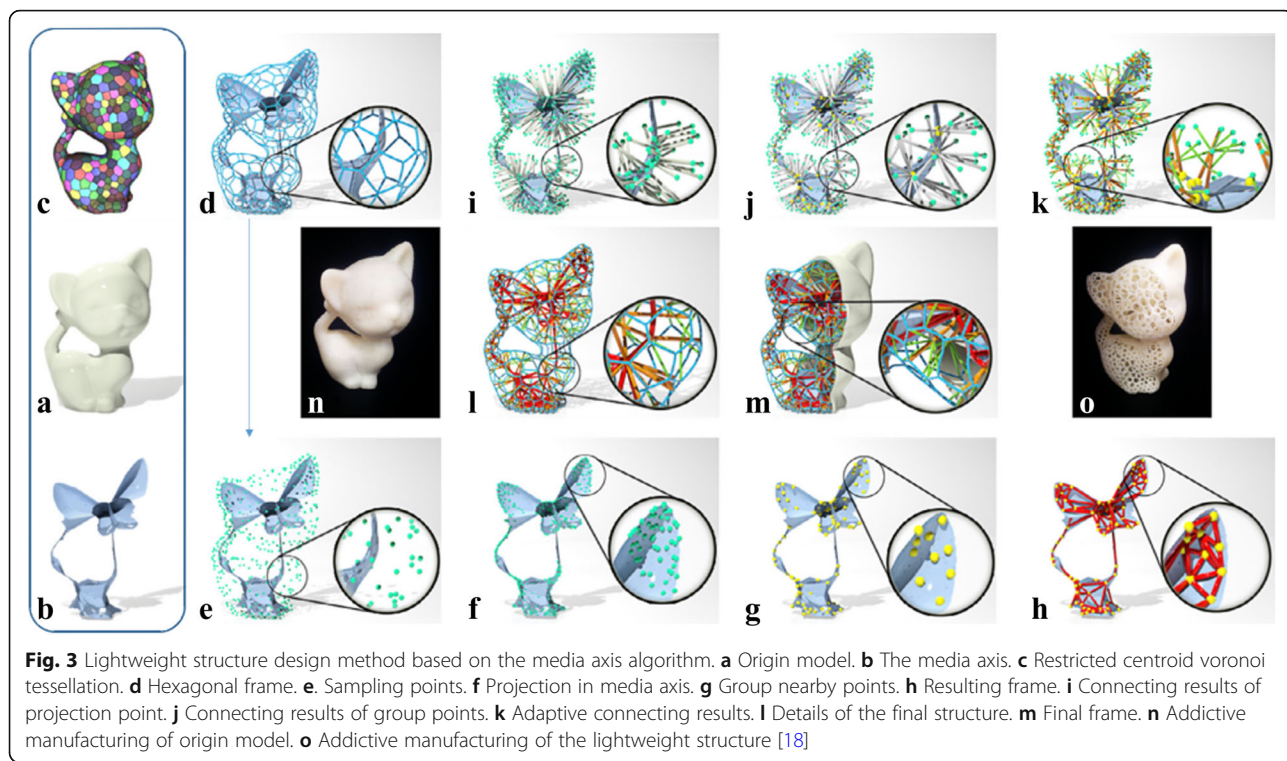 c
d
i
j
k
a
n
l
m
o
b
e
f
g
h
Fig. 3 Lightweight structure design method based on the media axis algorithm. a Origin model. b The media axis. c Restricted centroid voronoi
tessellation. d Hexagonal frame. e. Sampling points. f Projection in media axis. g Group nearby points. h Resulting frame. i Connecting results of
projection point. j Connecting results of group points. k Adaptive connecting results. l Details of the final structure. m Final frame. n Addictive
manufacturing of origin model. o Addictive manufacturing of the lightweight structure [18]